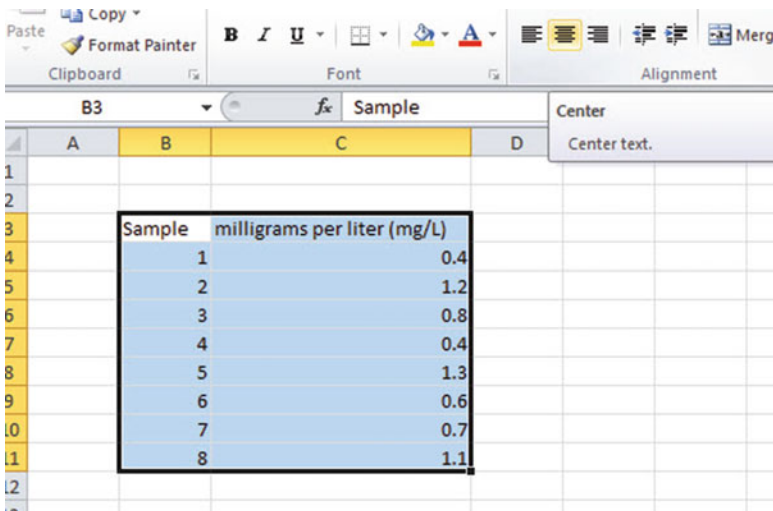 Copy
Paste
Format Painter
B I U A Merg
Clipboard Font Alignment
B3 fx Sample
Center
Center text.
A B C D
1
2
3 Sample milligrams per liter (mg/L)
4 1 0.4
5 2 1.2
6 3 0.8
7 4 0.4
8 5 1.3
9 6 0.6
10 7 0.7
11 8 1.1
12